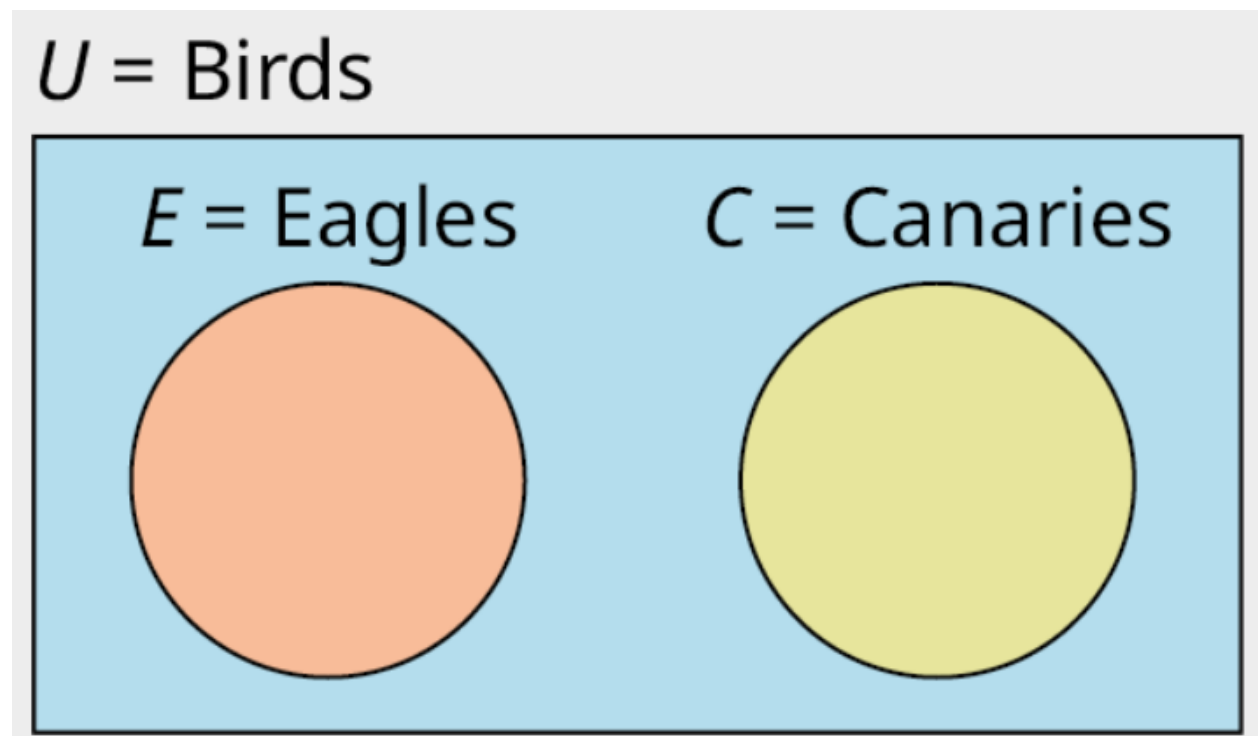 U = Birds
E = Eagles
C = Canaries